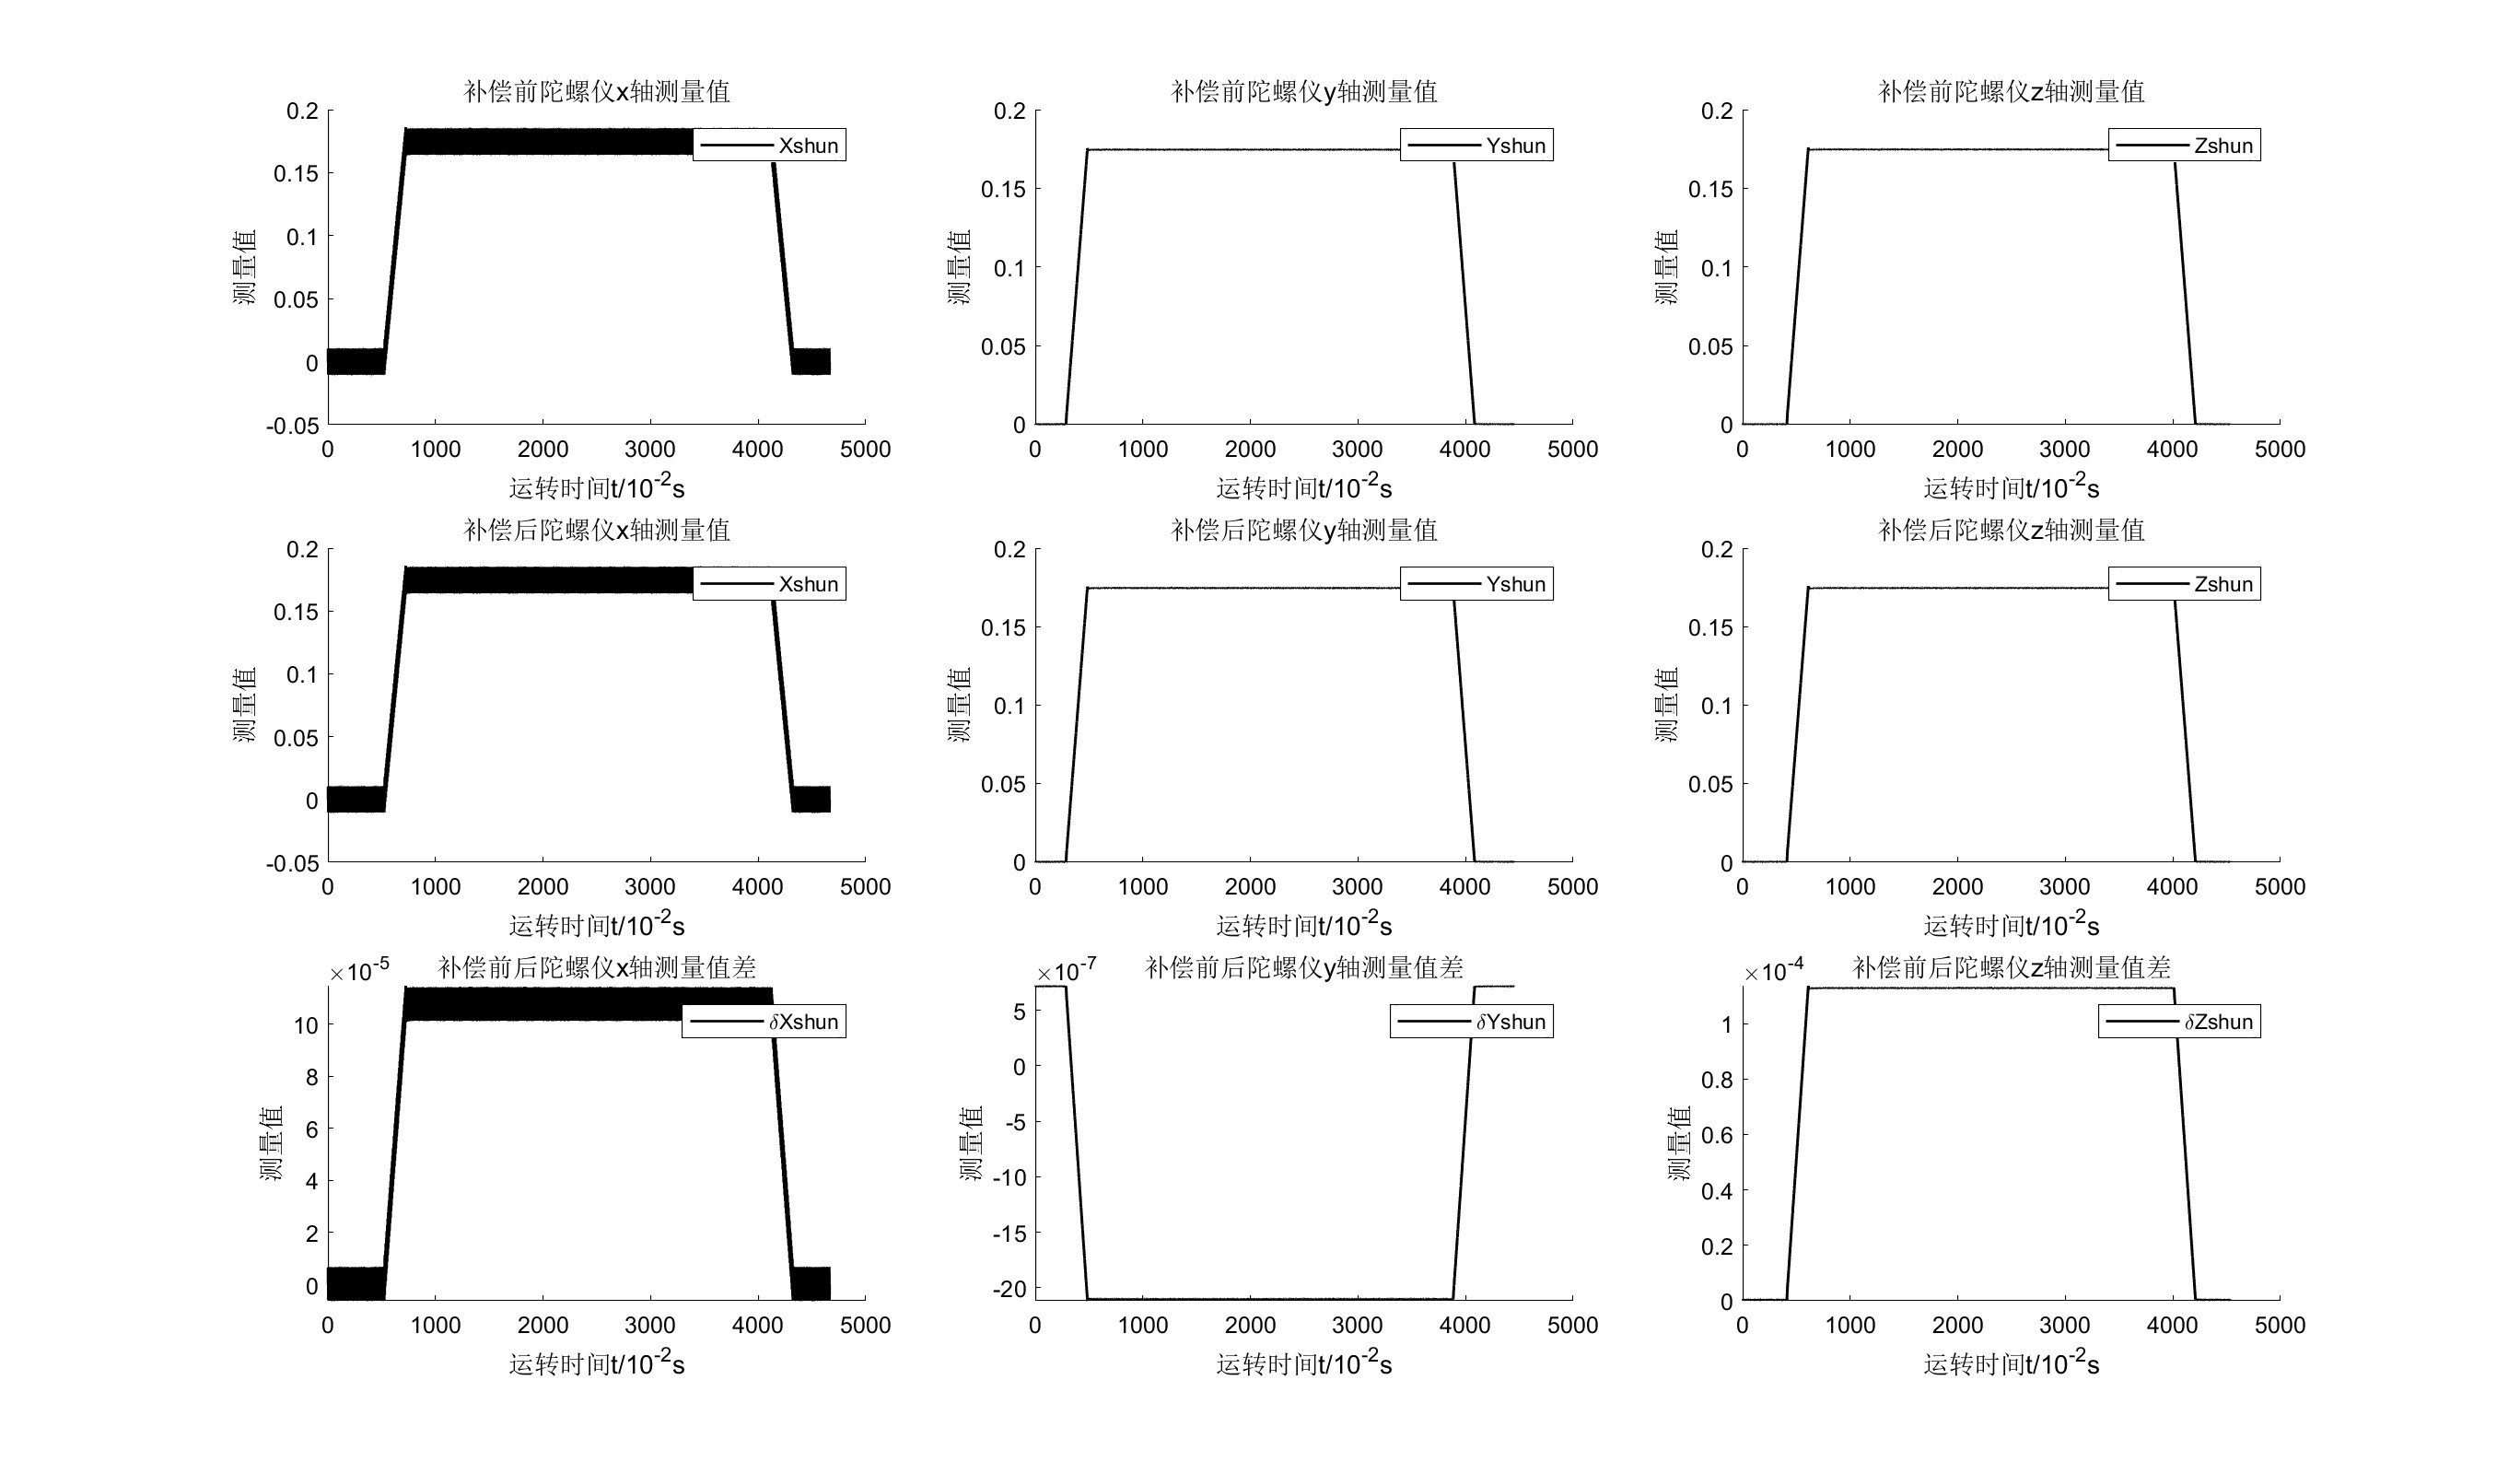 补偿前陀螺仪x轴测量值
0.2
0.15
0.1
0.05
0
-0.05
测量值
Xshun
0 1000 2000 3000 4000 5000
运转时间t/10⁻²s
补偿前陀螺仪y轴测量值
0.2
0.15
0.1
0.05
0
测量值
Yshun
0 1000 2000 3000 4000 5000
运转时间t/10⁻²s
补偿前陀螺仪z轴测量值
0.2
0.15
0.1
0.05
0
测量值
Zshun
0 1000 2000 3000 4000 5000
运转时间t/10⁻²s
补偿后陀螺仪x轴测量值
0.2
0.15
0.1
0.05
0
-0.05
测量值
Xshun
0 1000 2000 3000 4000 5000
运转时间t/10⁻²s
补偿后陀螺仪y轴测量值
0.2
0.15
0.1
0.05
0
测量值
Yshun
0 1000 2000 3000 4000 5000
运转时间t/10⁻²s
补偿后陀螺仪z轴测量值
0.2
0.15
0.1
0.05
0
测量值
Zshun
0 1000 2000 3000 4000 5000
运转时间t/10⁻²s
×10⁻⁵ 补偿前后陀螺仪x轴测量值差
10
8
6
4
2
0
测量值
δXshun
0 1000 2000 3000 4000 5000
运转时间t/10⁻²s
×10⁻⁷ 补偿前后陀螺仪y轴测量值差
5
0
-5
-10
-15
-20
测量值
δYshun
0 1000 2000 3000 4000 5000
运转时间t/10⁻²s
×10⁻⁴ 补偿前后陀螺仪z轴测量值差
1
0.8
0.6
0.4
0.2
0
测量值
δZshun
0 1000 2000 3000 4000 5000
运转时间t/10⁻²s